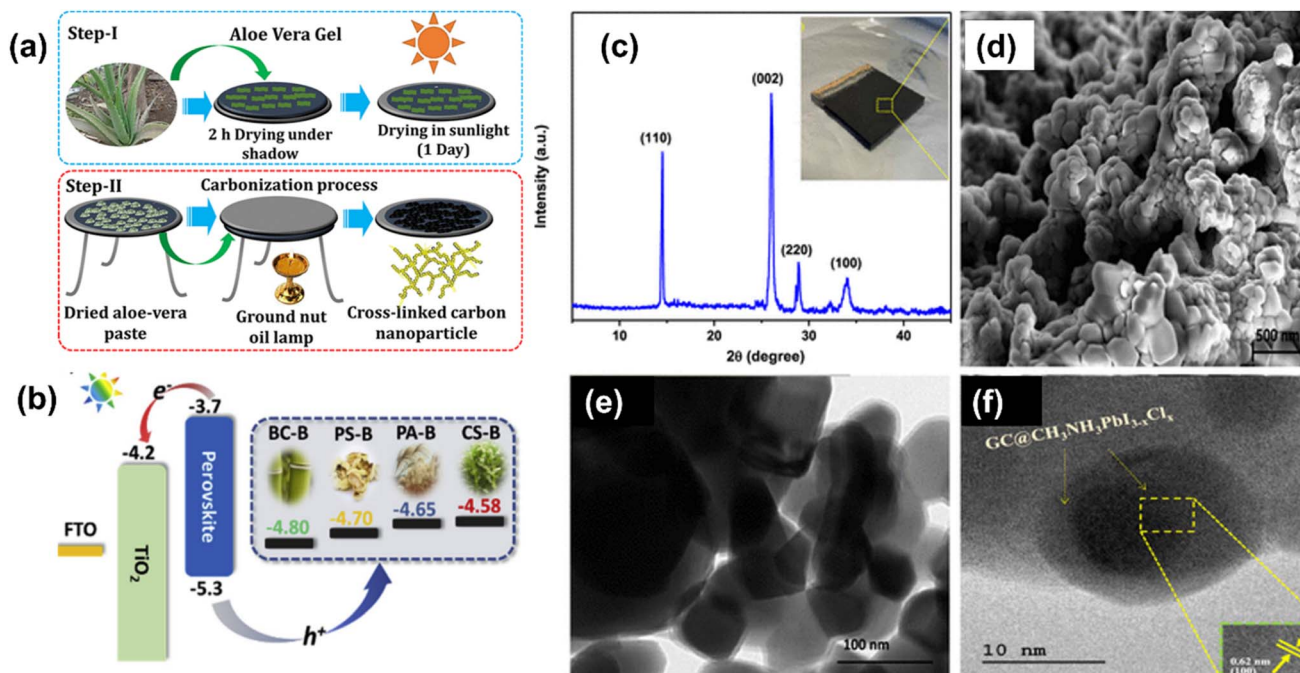 (a)
Step-I
Aloe Vera Gel
2 h Drying under
shadow
Drying in sunlight
(1 Day)
Step-II
Carbonization process
Dried aloe-vera
paste
Ground nut
oil lamp
Cross-linked carbon
nanoparticle
(b)
e-
-3.7
-4.2
FTO
TiO2
Perovskite
-5.3
h+
BC-B PS-B PA-B CS-B
-4.80 -4.70 -4.65 -4.58
(c)
Intensity (a.u.)
(110)
(002)
(220)
(100)
10 20 30 40
2θ (degree)
(d)
500 nm
(e)
100 nm
(f)
GC@CH3NH3PbI3-xClx
10 nm
0.62 nm
(100)